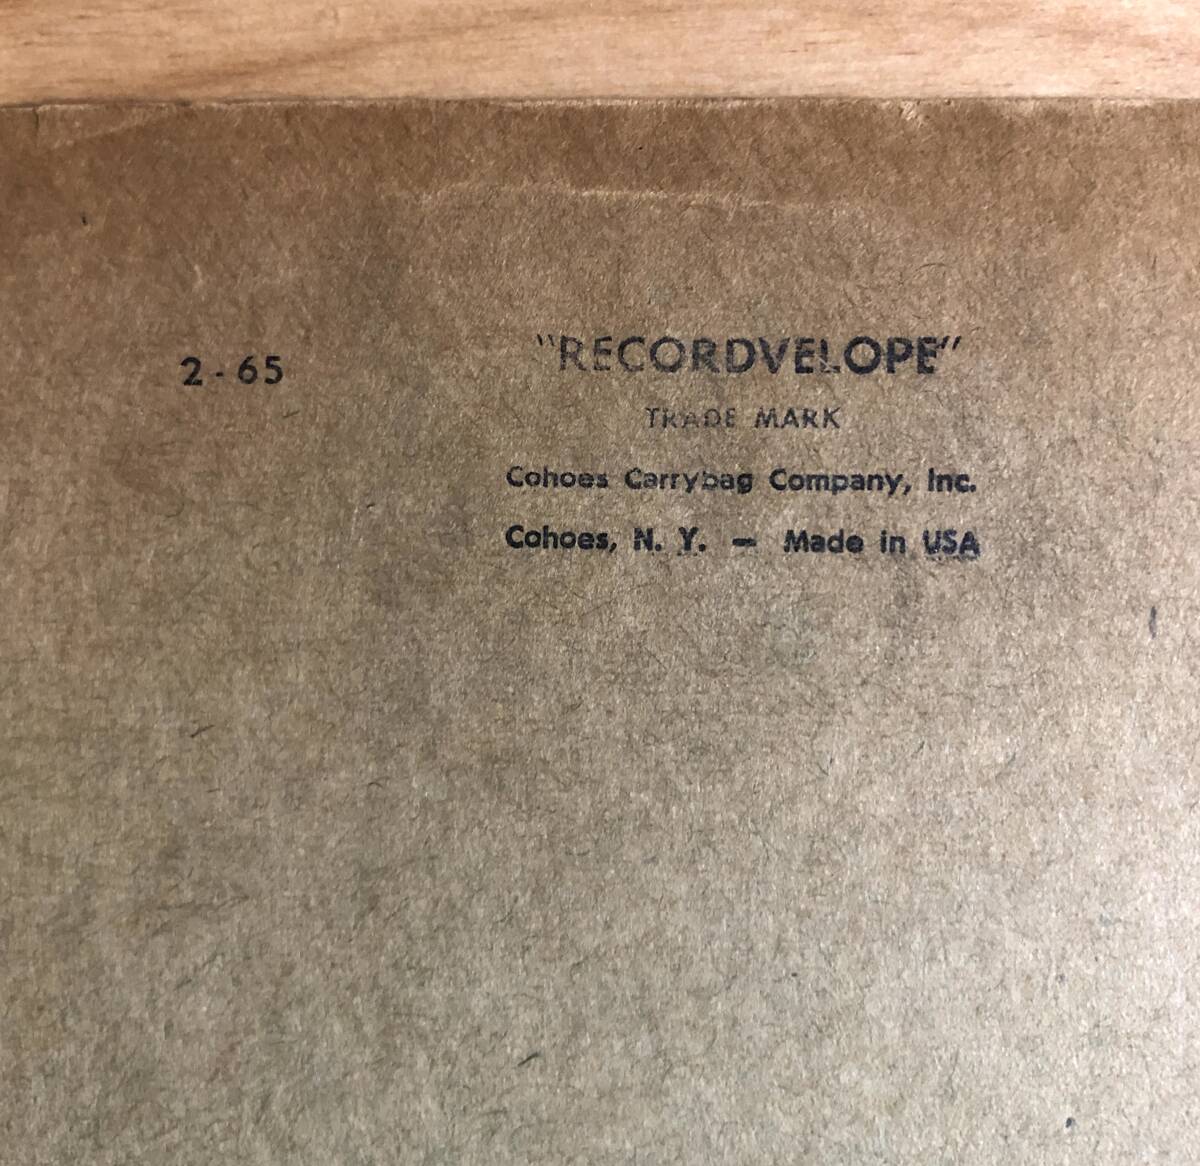 2 - 65
"RECORDVELOPE"
TRADE MARK
Cohoes Carrybag Company, Inc.
Cohoes, N. Y. — Made in USA